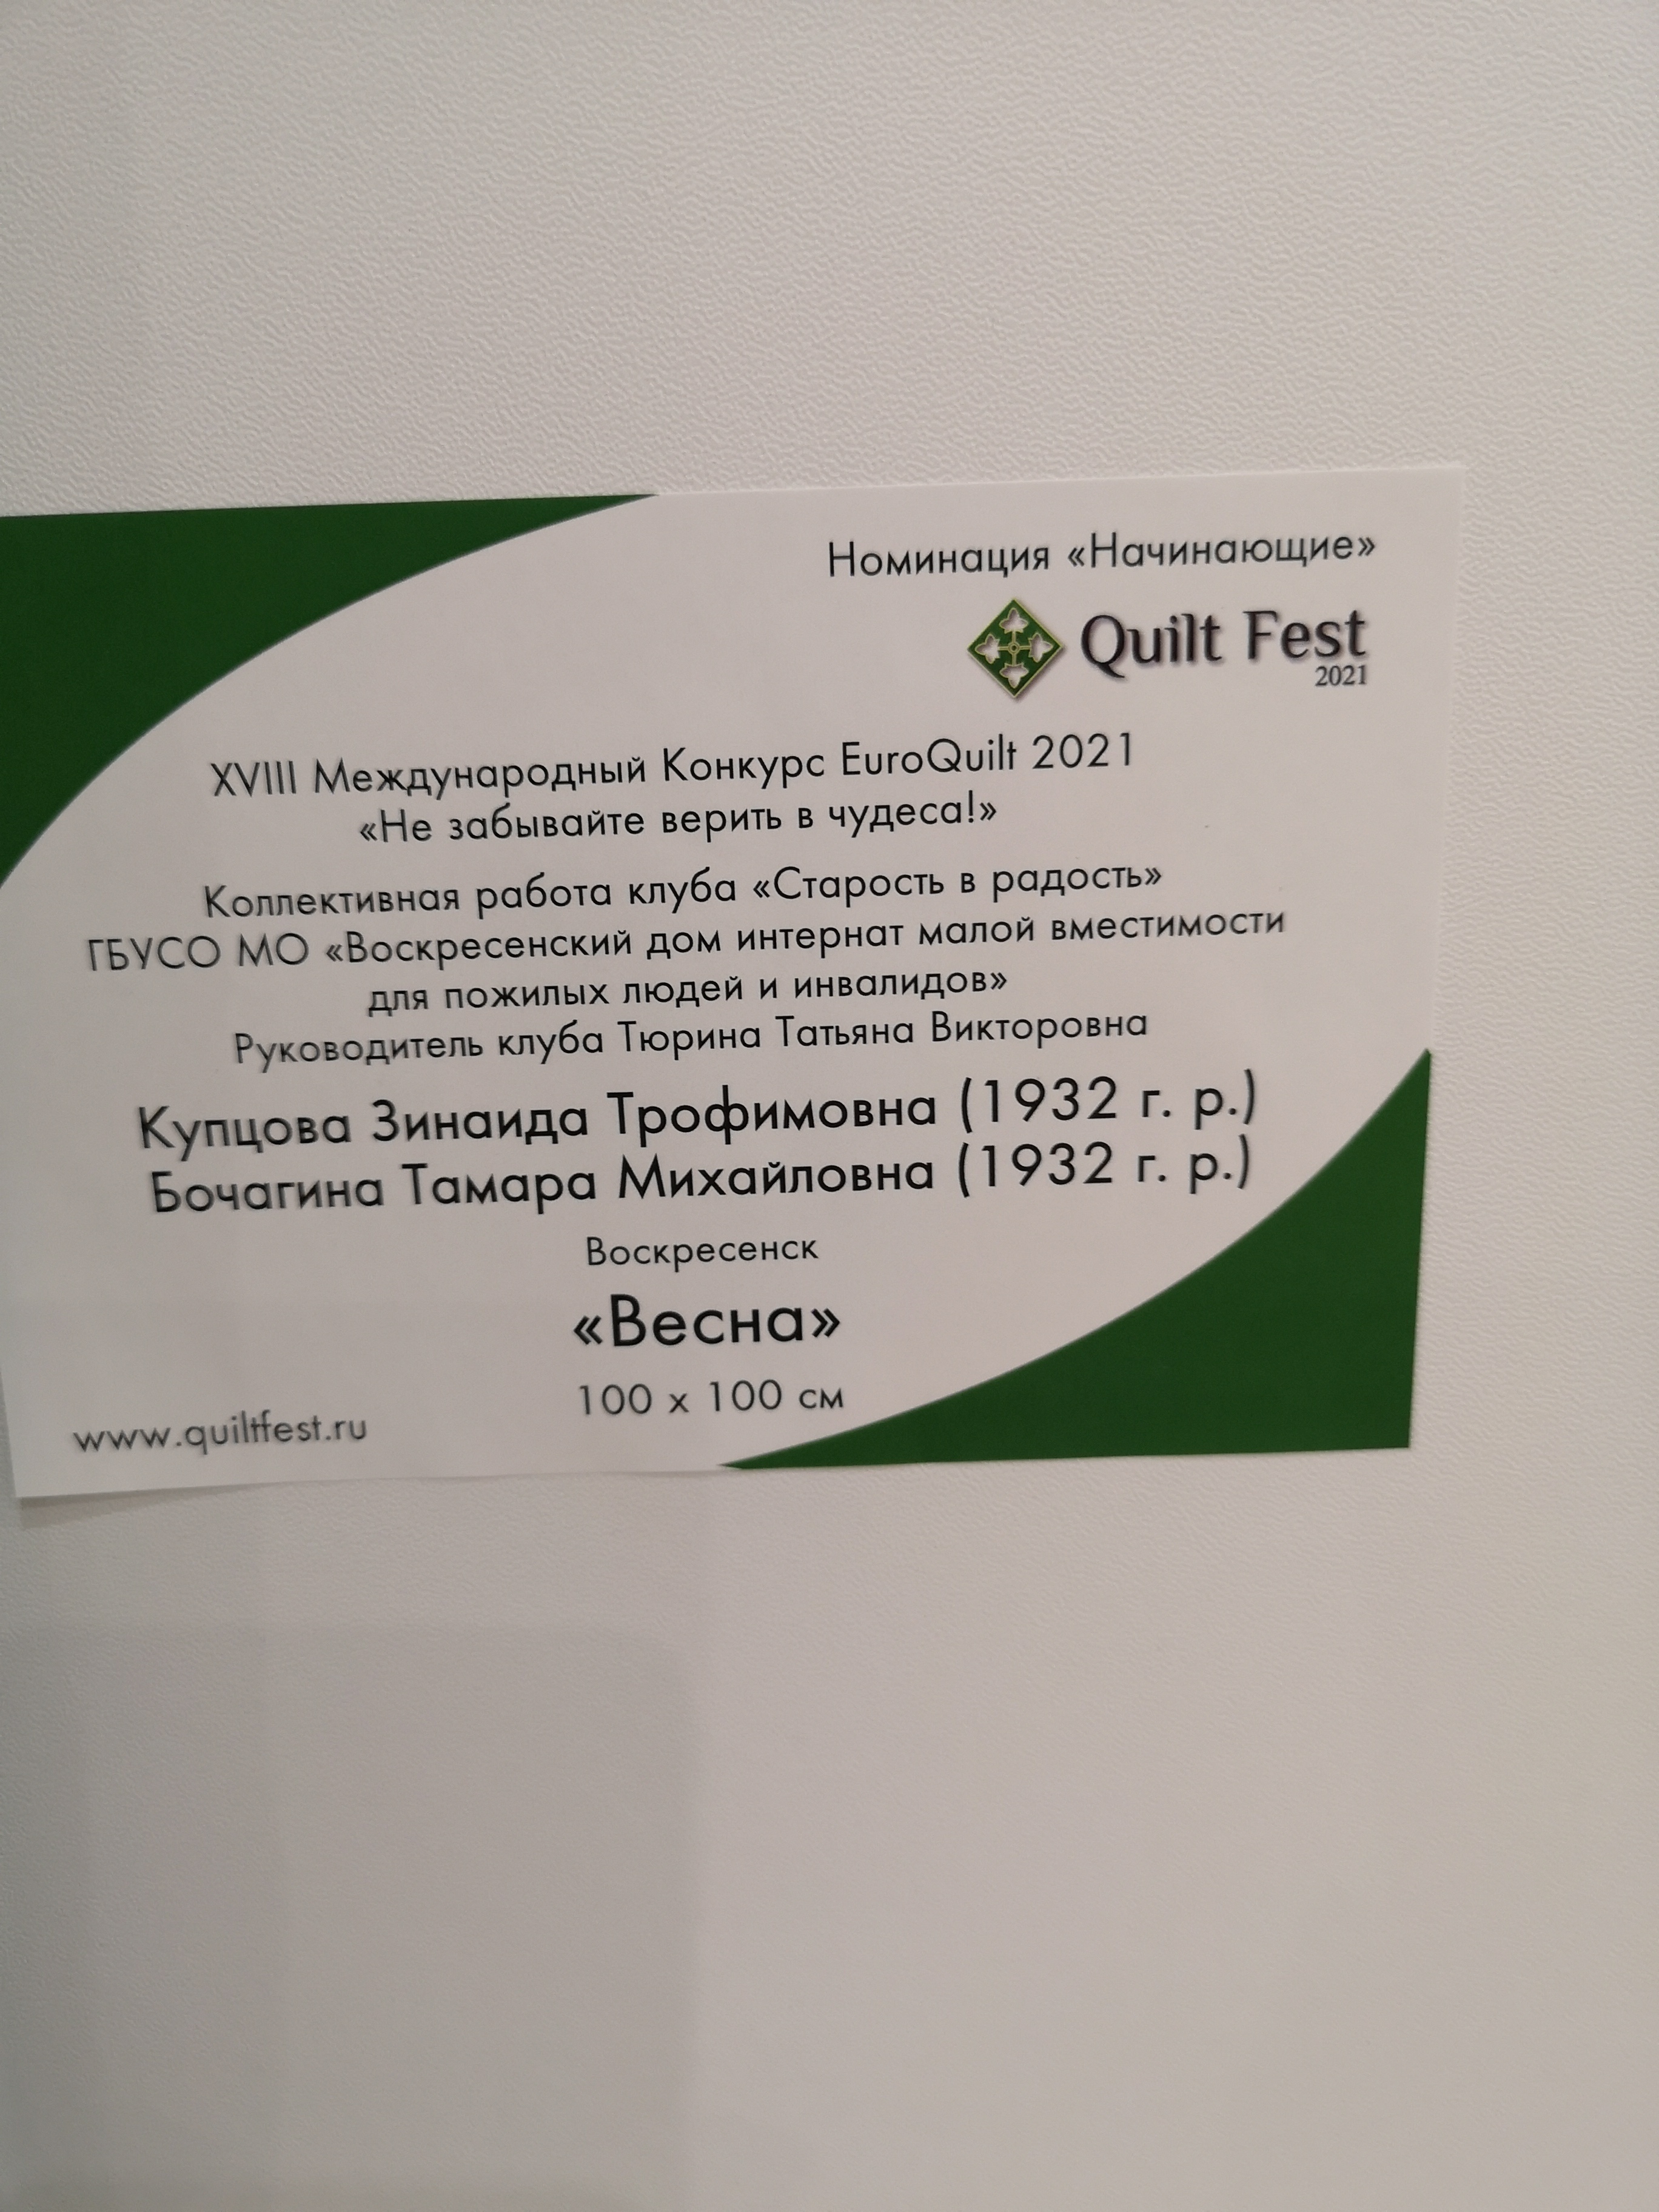 Номинация «Начинающие»
Quilt Fest
2021
XVIII Международный Конкурс EuroQuilt 2021
«Не забывайте верить в чудеса!»
Коллективная работа клуба «Старость в радость»
ГБУСО МО «Воскресенский дом интернат малой вместимости
для пожилых людей и инвалидов»
Руководитель клуба Тюрина Татьяна Викторовна
Купцова Зинаида Трофимовна (1932 г. р.)
Бочагина Тамара Михайловна (1932 г. р.)
Воскресенск
«Весна»
100 х 100 см
www.quiltfest.ru